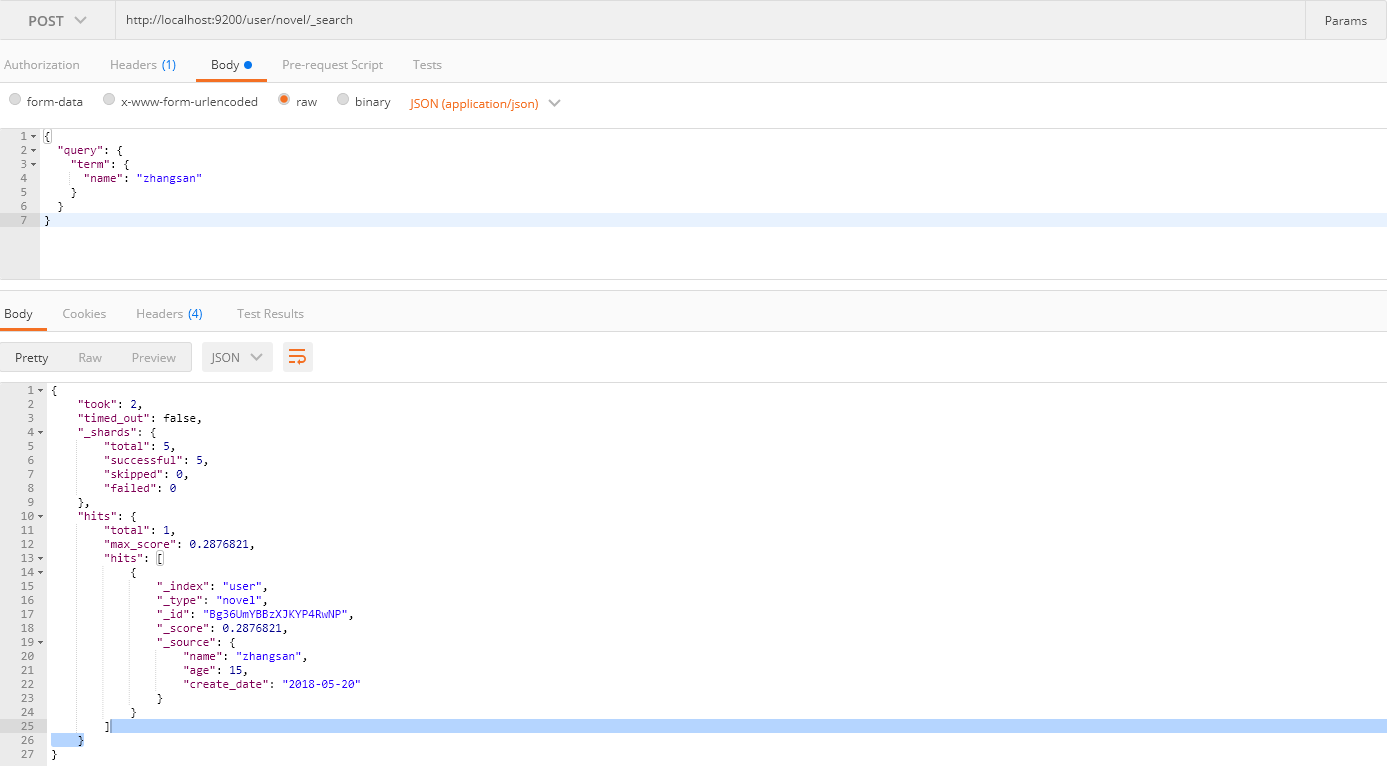 POST http://localhost:9200/user/novel/_search Params
Authorization Headers (1) Body Pre-request Script Tests
form-data x-www-form-urlencoded raw binary JSON (application/json)
1 {
2 "query": {
3 "term": {
4 "name": "zhangsan"
5 }
6 }
7 }
Body Cookies Headers (4) Test Results
Pretty Raw Preview JSON
1 {
2 "took": 2,
3 "timed_out": false,
4 "_shards": {
5 "total": 5,
6 "successful": 5,
7 "skipped": 0,
8 "failed": 0
9 },
10 "hits": {
11 "total": 1,
12 "max_score": 0.2876821,
13 "hits": [
14 {
15 "_index": "user",
16 "_type": "novel",
17 "_id": "Bg36UmYBBzXJKYP4RwNP",
18 "_score": 0.2876821,
19 "_source": {
20 "name": "zhangsan",
21 "age": 15,
22 "create_date": "2018-05-20"
23 }
24 }
25 ]
26 }
27 }